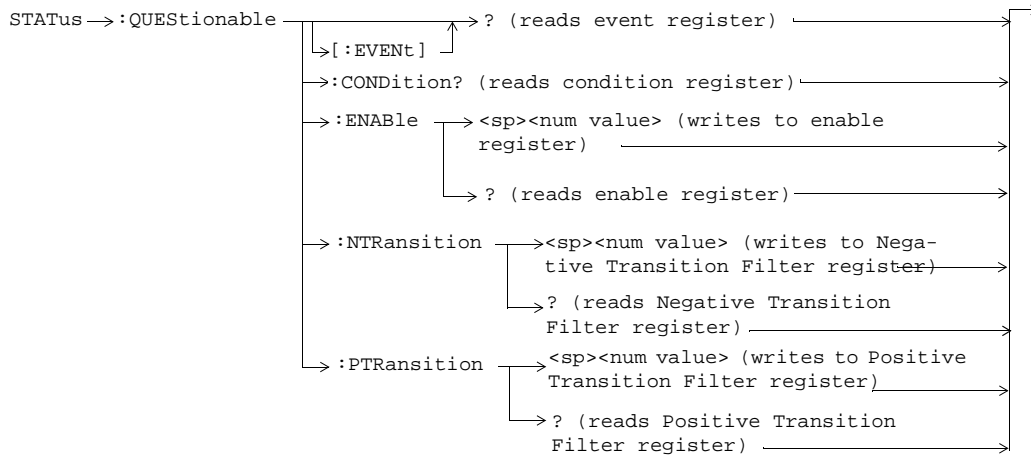 STATus :QUEStionable ? (reads event register)
[:EVENt]
:CONDition? (reads condition register)
:ENABle <sp><num value> (writes to enable
register)
? (reads enable register)
:NTRansition <sp><num value> (writes to Nega-
tive Transition Filter register)
? (reads Negative Transition
Filter register)
:PTRansition <sp><num value> (writes to Positive
Transition Filter register)
? (reads Positive Transition
Filter register)